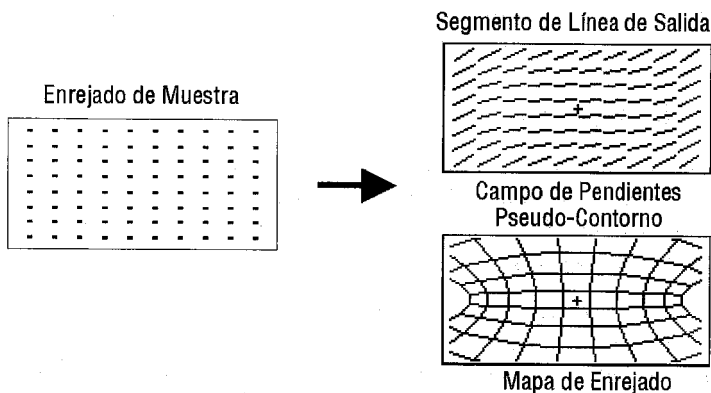 Segmento de Línea de Salida
Enrejado de Muestra
Campo de Pendientes
Pseudo-Contorno
Mapa de Enrejado